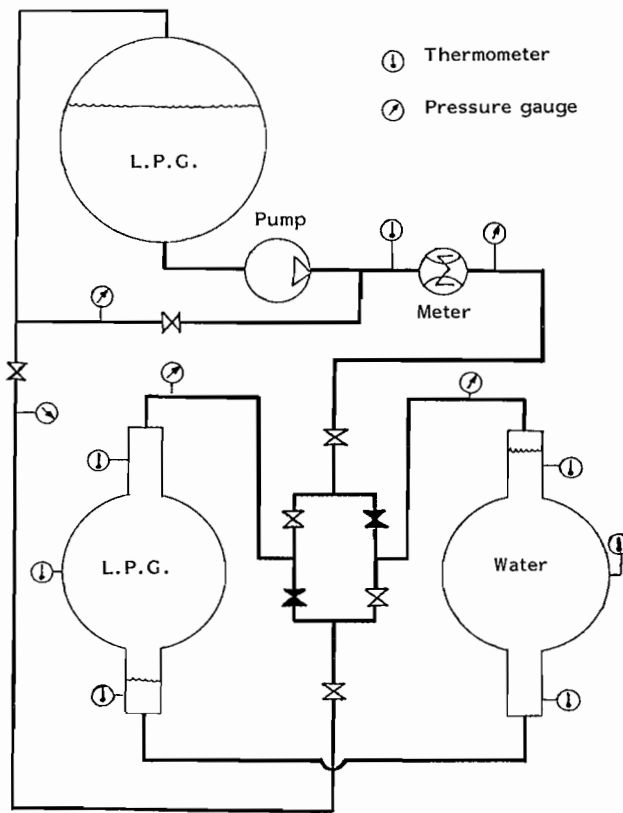 Thermometer
Pressure gauge
L.P.G.
Pump
Meter
L.P.G.
Water